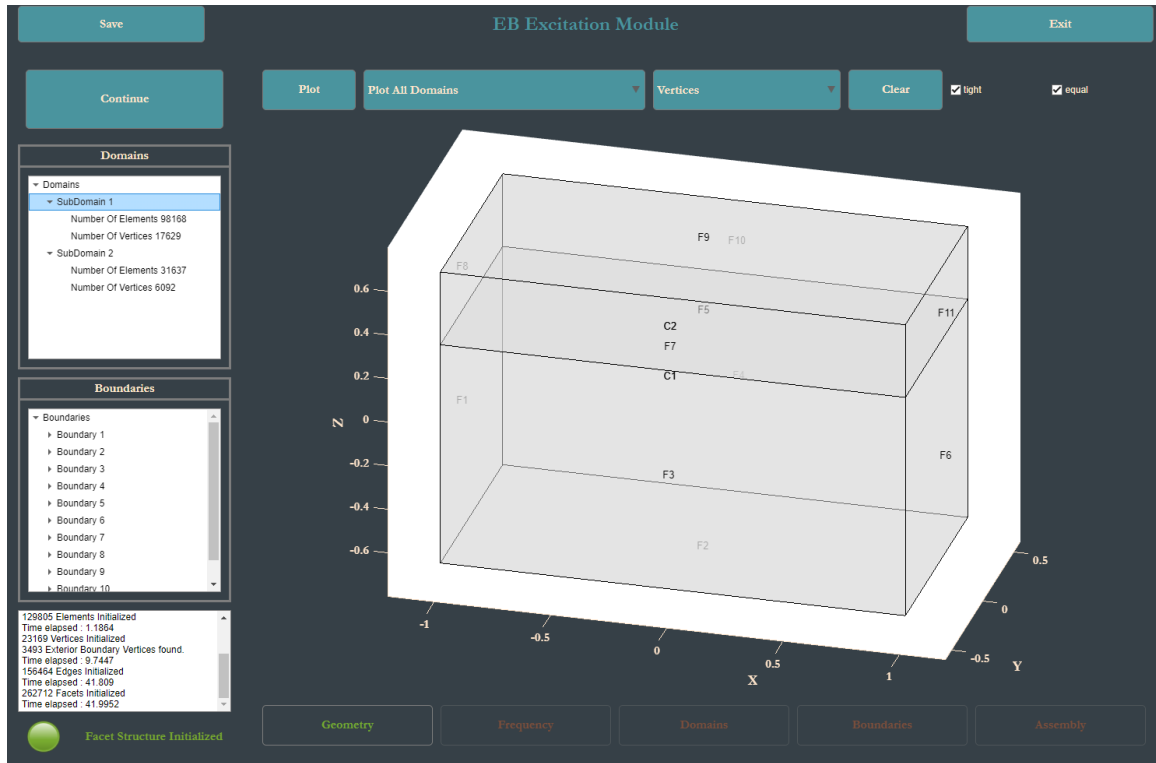 Save
EB Excitation Module
Exit
Continue
Plot
Plot All Domains
Vertices
Clear
tight
equal
Domains
Domains
SubDomain 1
Number Of Elements 98168
Number Of Vertices 17629
SubDomain 2
Number Of Elements 31637
Number Of Vertices 6092
Boundaries
Boundaries
Boundary 1
Boundary 2
Boundary 3
Boundary 4
Boundary 5
Boundary 6
Boundary 7
Boundary 8
Boundary 9
Boundary 10
129805 Elements Initialized
Time elapsed : 1.1864
23169 Vertices Initialized
3493 Exterior Boundary Vertices found.
Time elapsed : 9.7447
156464 Edges Initialized
Time elapsed : 41.809
262712 Facets Initialized
Time elapsed : 41.9952
Facet Structure Initialized
F9
F10
F8
F5
F11
C2
F7
C1
F4
F1
F6
F3
F2
0.6
0.4
0.2
0
-0.2
-0.4
-0.6
Z
-1
-0.5
0
0.5
1
X
-0.5
0
0.5
Y
Geometry
Frequency
Domains
Boundaries
Assembly